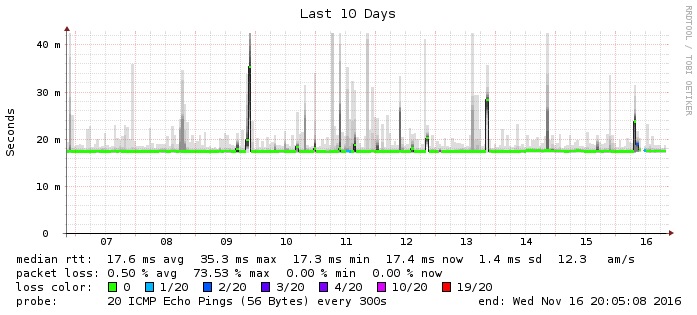 Last 10 Days
RRDTOOL / TOBI OETIKER
Seconds
40 m
30 m
20 m
10 m
0
07 08 09 10 11 12 13 14 15 16
median rtt: 17.6 ms avg 35.3 ms max 17.3 ms min 17.4 ms now 1.4 ms sd 12.3 am/s
packet loss: 0.50 % avg 73.53 % max 0.00 % min 0.00 % now
loss color: 0 1/20 2/20 3/20 4/20 10/20 19/20
probe: 20 ICMP Echo Pings (56 Bytes) every 300s end: Wed Nov 16 20:05:08 2016